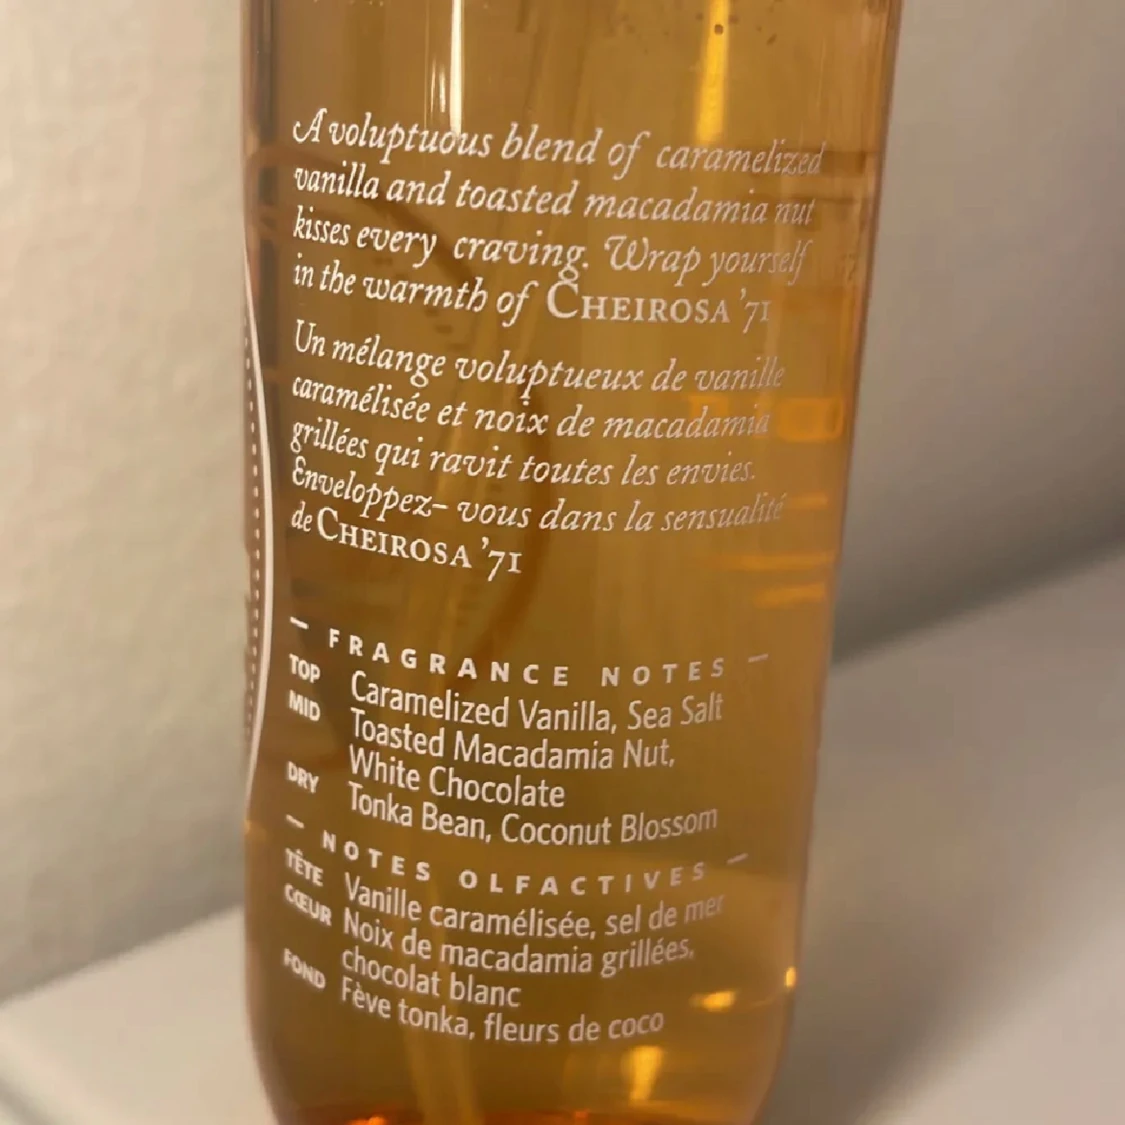 A voluptuous blend of caramelized
vanilla and toasted macadamia nut
kisses every craving. Wrap yourself
in the warmth of CHEIROSA '71
Un mélange voluptueux de vanille
caramélisée et noix de macadamia
grillées qui ravit toutes les envies.
Enveloppez- vous dans la sensualité
de CHEIROSA '71
— FRAGRANCE NOTES —
TOP Caramelized Vanilla, Sea Salt
MID Toasted Macadamia Nut,
White Chocolate
DRY Tonka Bean, Coconut Blossom
— NOTES OLFACTIVES —
TÊTE Vanille caramélisée, sel de mer
CŒUR Noix de macadamia grillées,
chocolat blanc
FOND Fève tonka, fleurs de coco